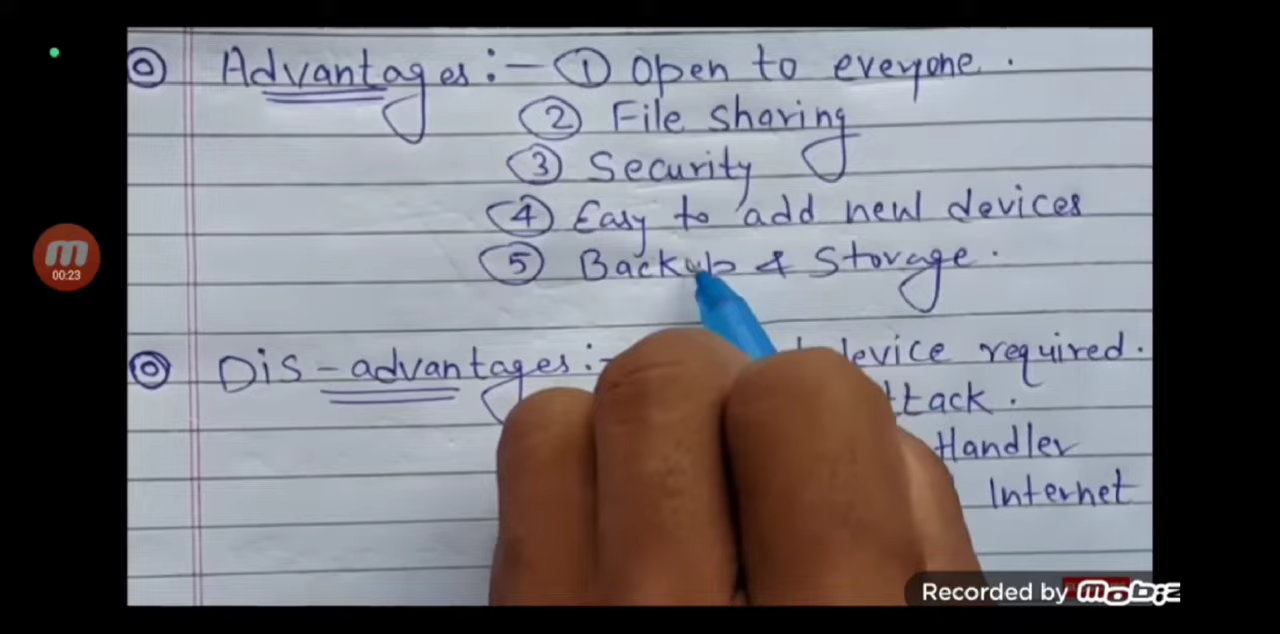 Advantages :- ① Open to everyone.
② File sharing
③ Security
④ Easy to add new devices
⑤ Backup & Storage.
Dis-advantages :- device required.
Handler
Internet
00:23
Recorded by